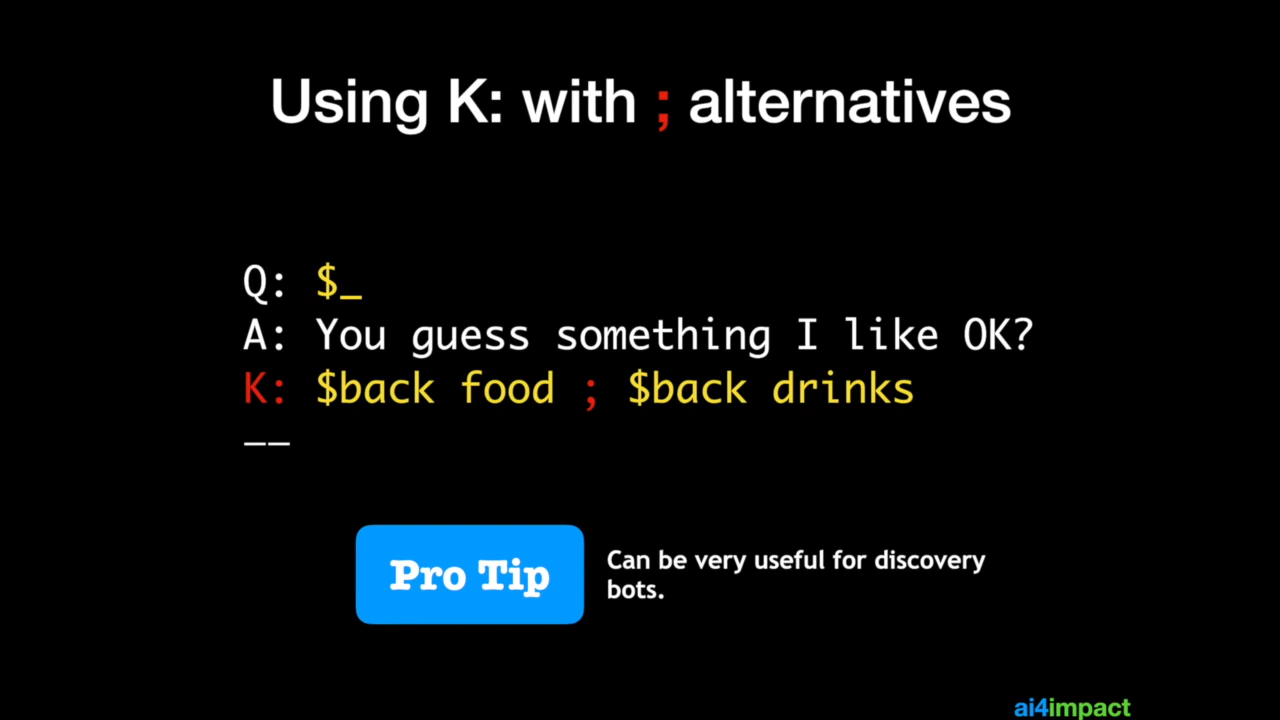 Using K: with ; alternatives
Q: $_
A: You guess something I like OK?
K: $back food ; $back drinks
––
Pro Tip
Can be very useful for discovery
bots.
ai4impact